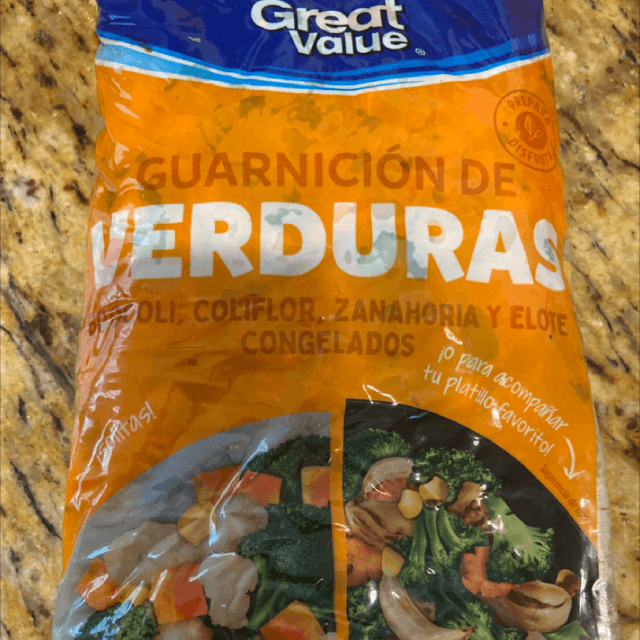 Great
Value
GUARNICIÓN DE
VERDURAS
COLIFLOR, ZANAHORIA Y ELOTE
CONGELADOS
¡O para acompañar
tu platillo favorito!